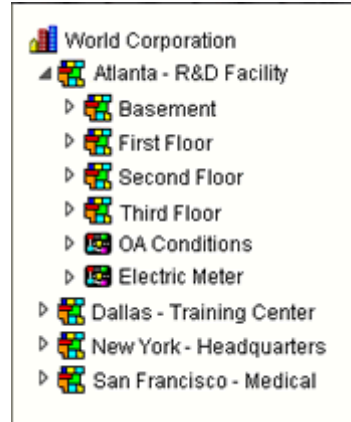 World Corporation
Atlanta - R&D Facility
Basement
First Floor
Second Floor
Third Floor
OA Conditions
Electric Meter
Dallas - Training Center
New York - Headquarters
San Francisco - Medical